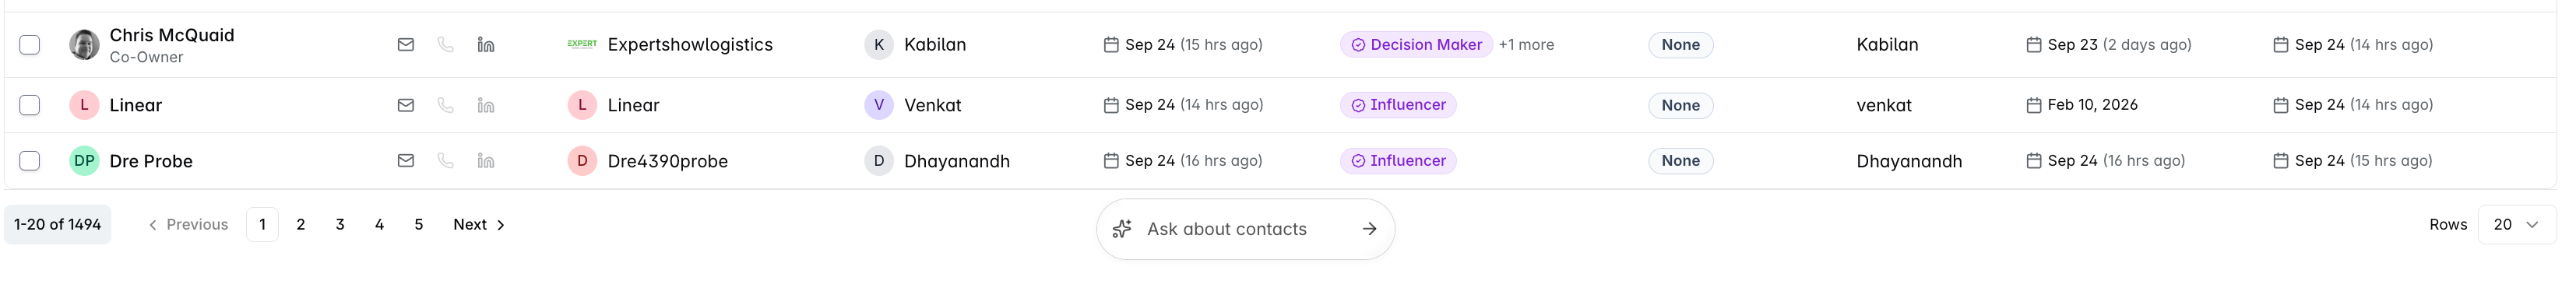 Chris McQuaid
Co-Owner
EXPERT
Expertshowlogistics
K Kabilan
Sep 24 (15 hrs ago)
Decision Maker +1 more
None
Kabilan
Sep 23 (2 days ago)
Sep 24 (14 hrs ago)
L Linear
L Linear
V Venkat
Sep 24 (14 hrs ago)
Influencer
None
venkat
Feb 10, 2026
Sep 24 (14 hrs ago)
DP Dre Probe
D Dre4390probe
D Dhayanandh
Sep 24 (16 hrs ago)
Influencer
None
Dhayanandh
Sep 24 (16 hrs ago)
Sep 24 (15 hrs ago)
1-20 of 1494
Previous 1 2 3 4 5 Next
Ask about contacts
Rows 20